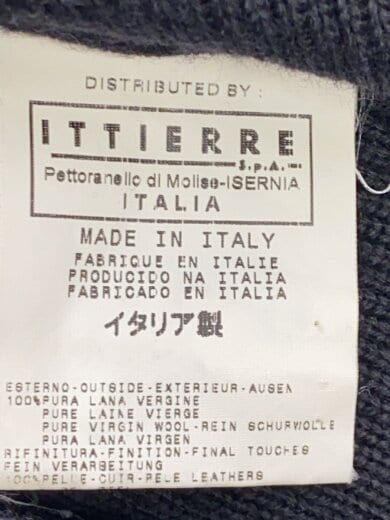 DISTRIBUTED BY :
ITTIERRE
S.p.A.
Pettoranello di Molise-ISERNIA
ITALIA
MADE IN ITALY
FABRIQUE EN ITALIE
PRODUCIDO NA ITALIA
FABRICADO EN ITALIA
イタリア製
ESTERNO-OUTSIDE-EXTERIEUR-AUSEN
100%PURA LANA VERGINE
PURE LAINE VIERGE
PURE VIRGIN WOOL-REIN SCHURWOLLE
PURA LANA VIRGEN
RIFINITURA-FINITION-FINAL TOUCHES
FEIN VERARBEITUNG
100%PELLE-CUIR-PELE LEATHERS